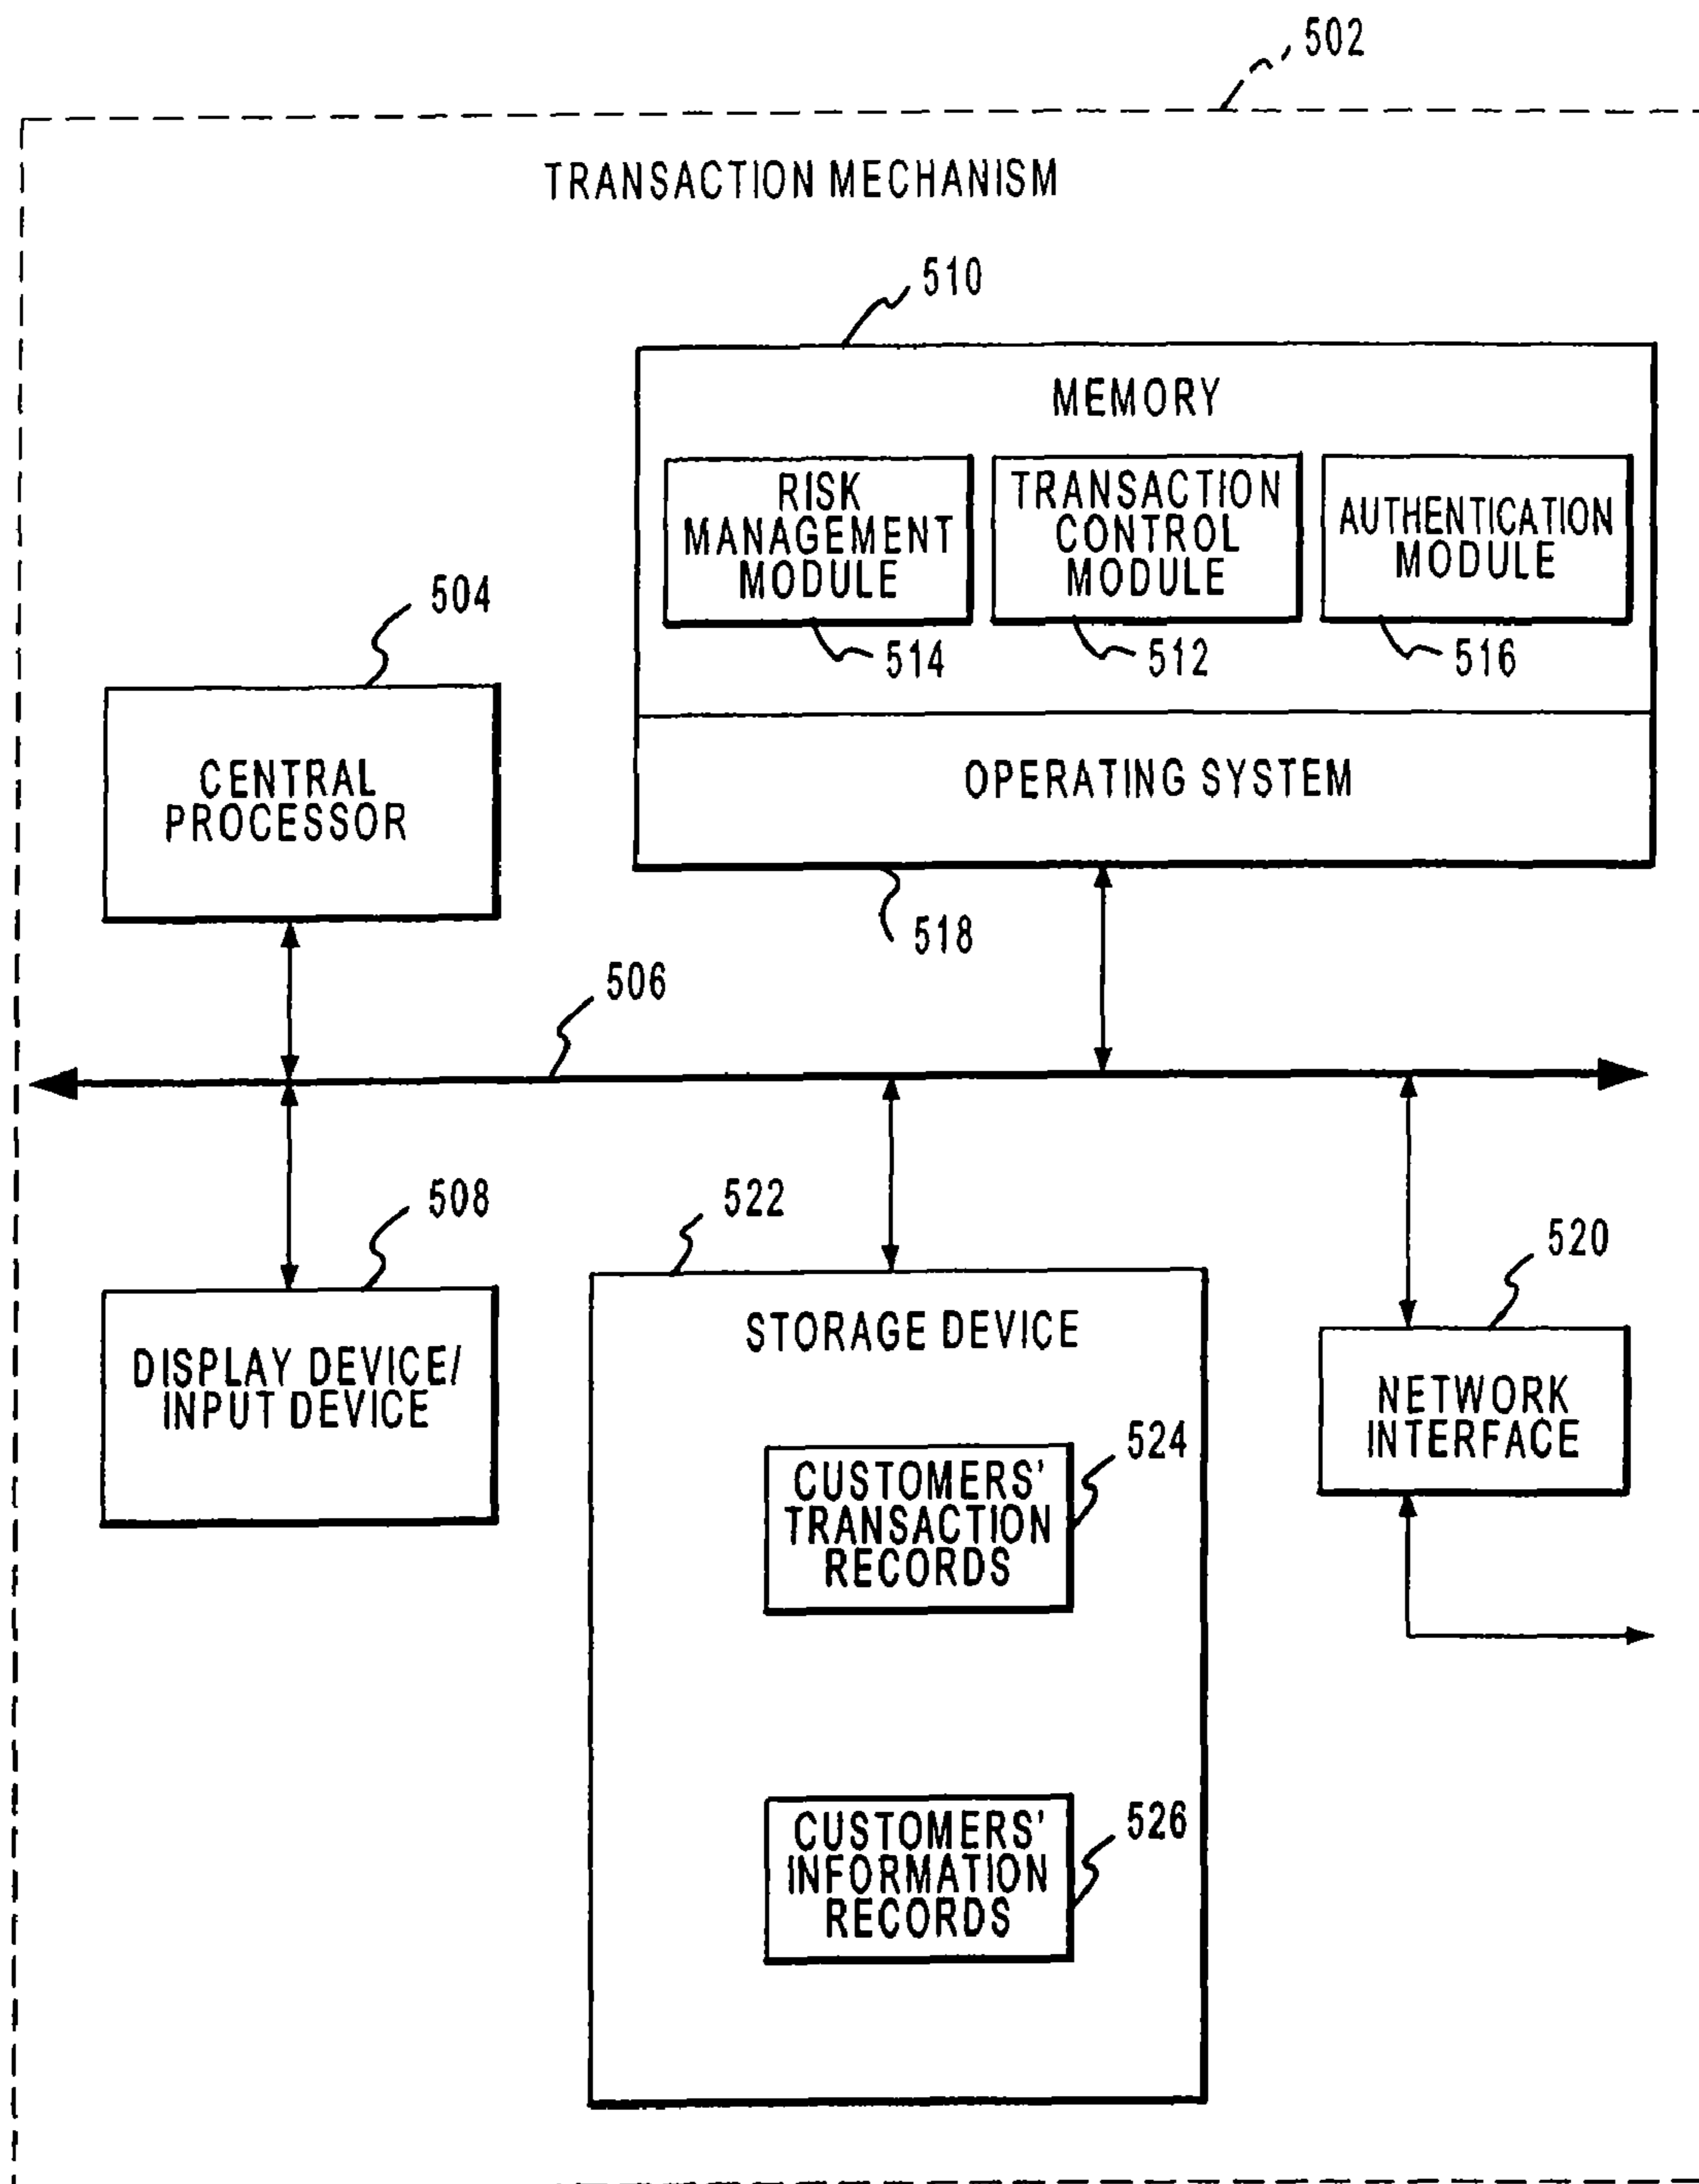 502
TRANSACTION MECHANISM
510
MEMORY
RISK
MANAGEMENT
MODULE
TRANSACTION
CONTROL
MODULE
AUTHENTICATION
MODULE
514
512
516
504
CENTRAL
PROCESSOR
OPERATING SYSTEM
518
506
508
DISPLAY DEVICE/
INPUT DEVICE
522
STORAGE DEVICE
520
NETWORK
INTERFACE
CUSTOMERS'
TRANSACTION
RECORDS
524
CUSTOMERS'
INFORMATION
RECORDS
526